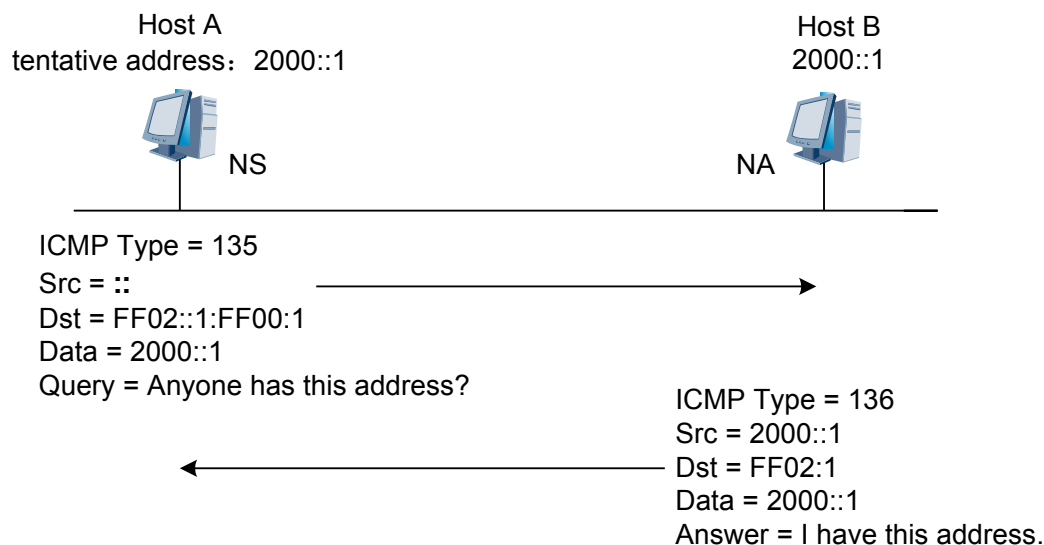 Host A
tentative address：2000::1
Host B
2000::1
NS
NA
ICMP Type = 135
Src = ::
Dst = FF02::1:FF00:1
Data = 2000::1
Query = Anyone has this address?
ICMP Type = 136
Src = 2000::1
Dst = FF02:1
Data = 2000::1
Answer = I have this address.